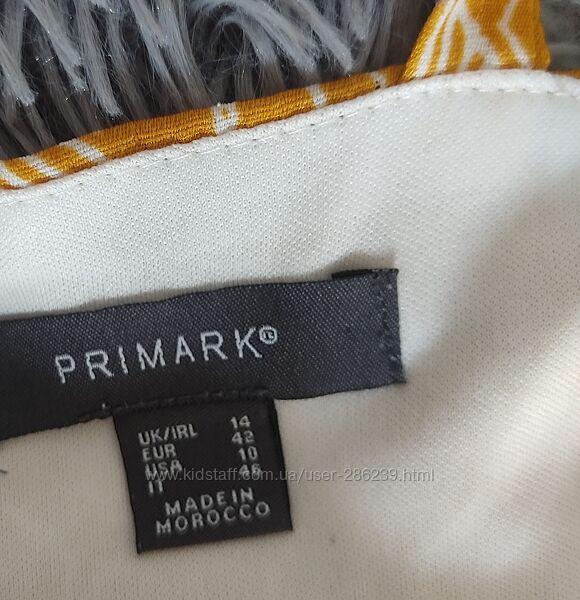 PRIMARK®
UK/IRL 14
EUR 42
USA 10
IT 46
www.kidstaff.com.ua/user-286239.html
MADE IN
MOROCCO